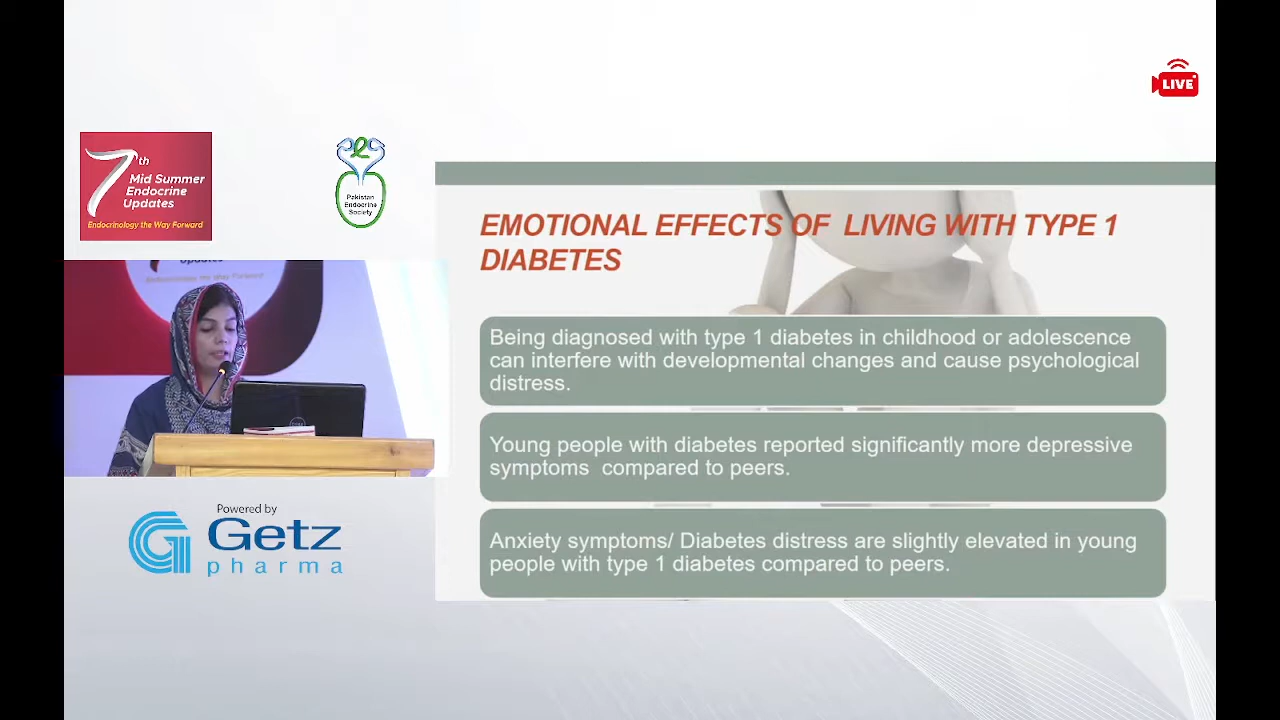 LIVE
7th
Mid Summer
Endocrine
Updates
Endocrinology the Way Forward
Pakistan
Endocrine
Society
Updates
EMOTIONAL EFFECTS OF LIVING WITH TYPE 1
DIABETES
Being diagnosed with type 1 diabetes in childhood or adolescence
can interfere with developmental changes and cause psychological
distress.
Young people with diabetes reported significantly more depressive
symptoms compared to peers.
Anxiety symptoms/ Diabetes distress are slightly elevated in young
people with type 1 diabetes compared to peers.
Powered by
Getz
pharma